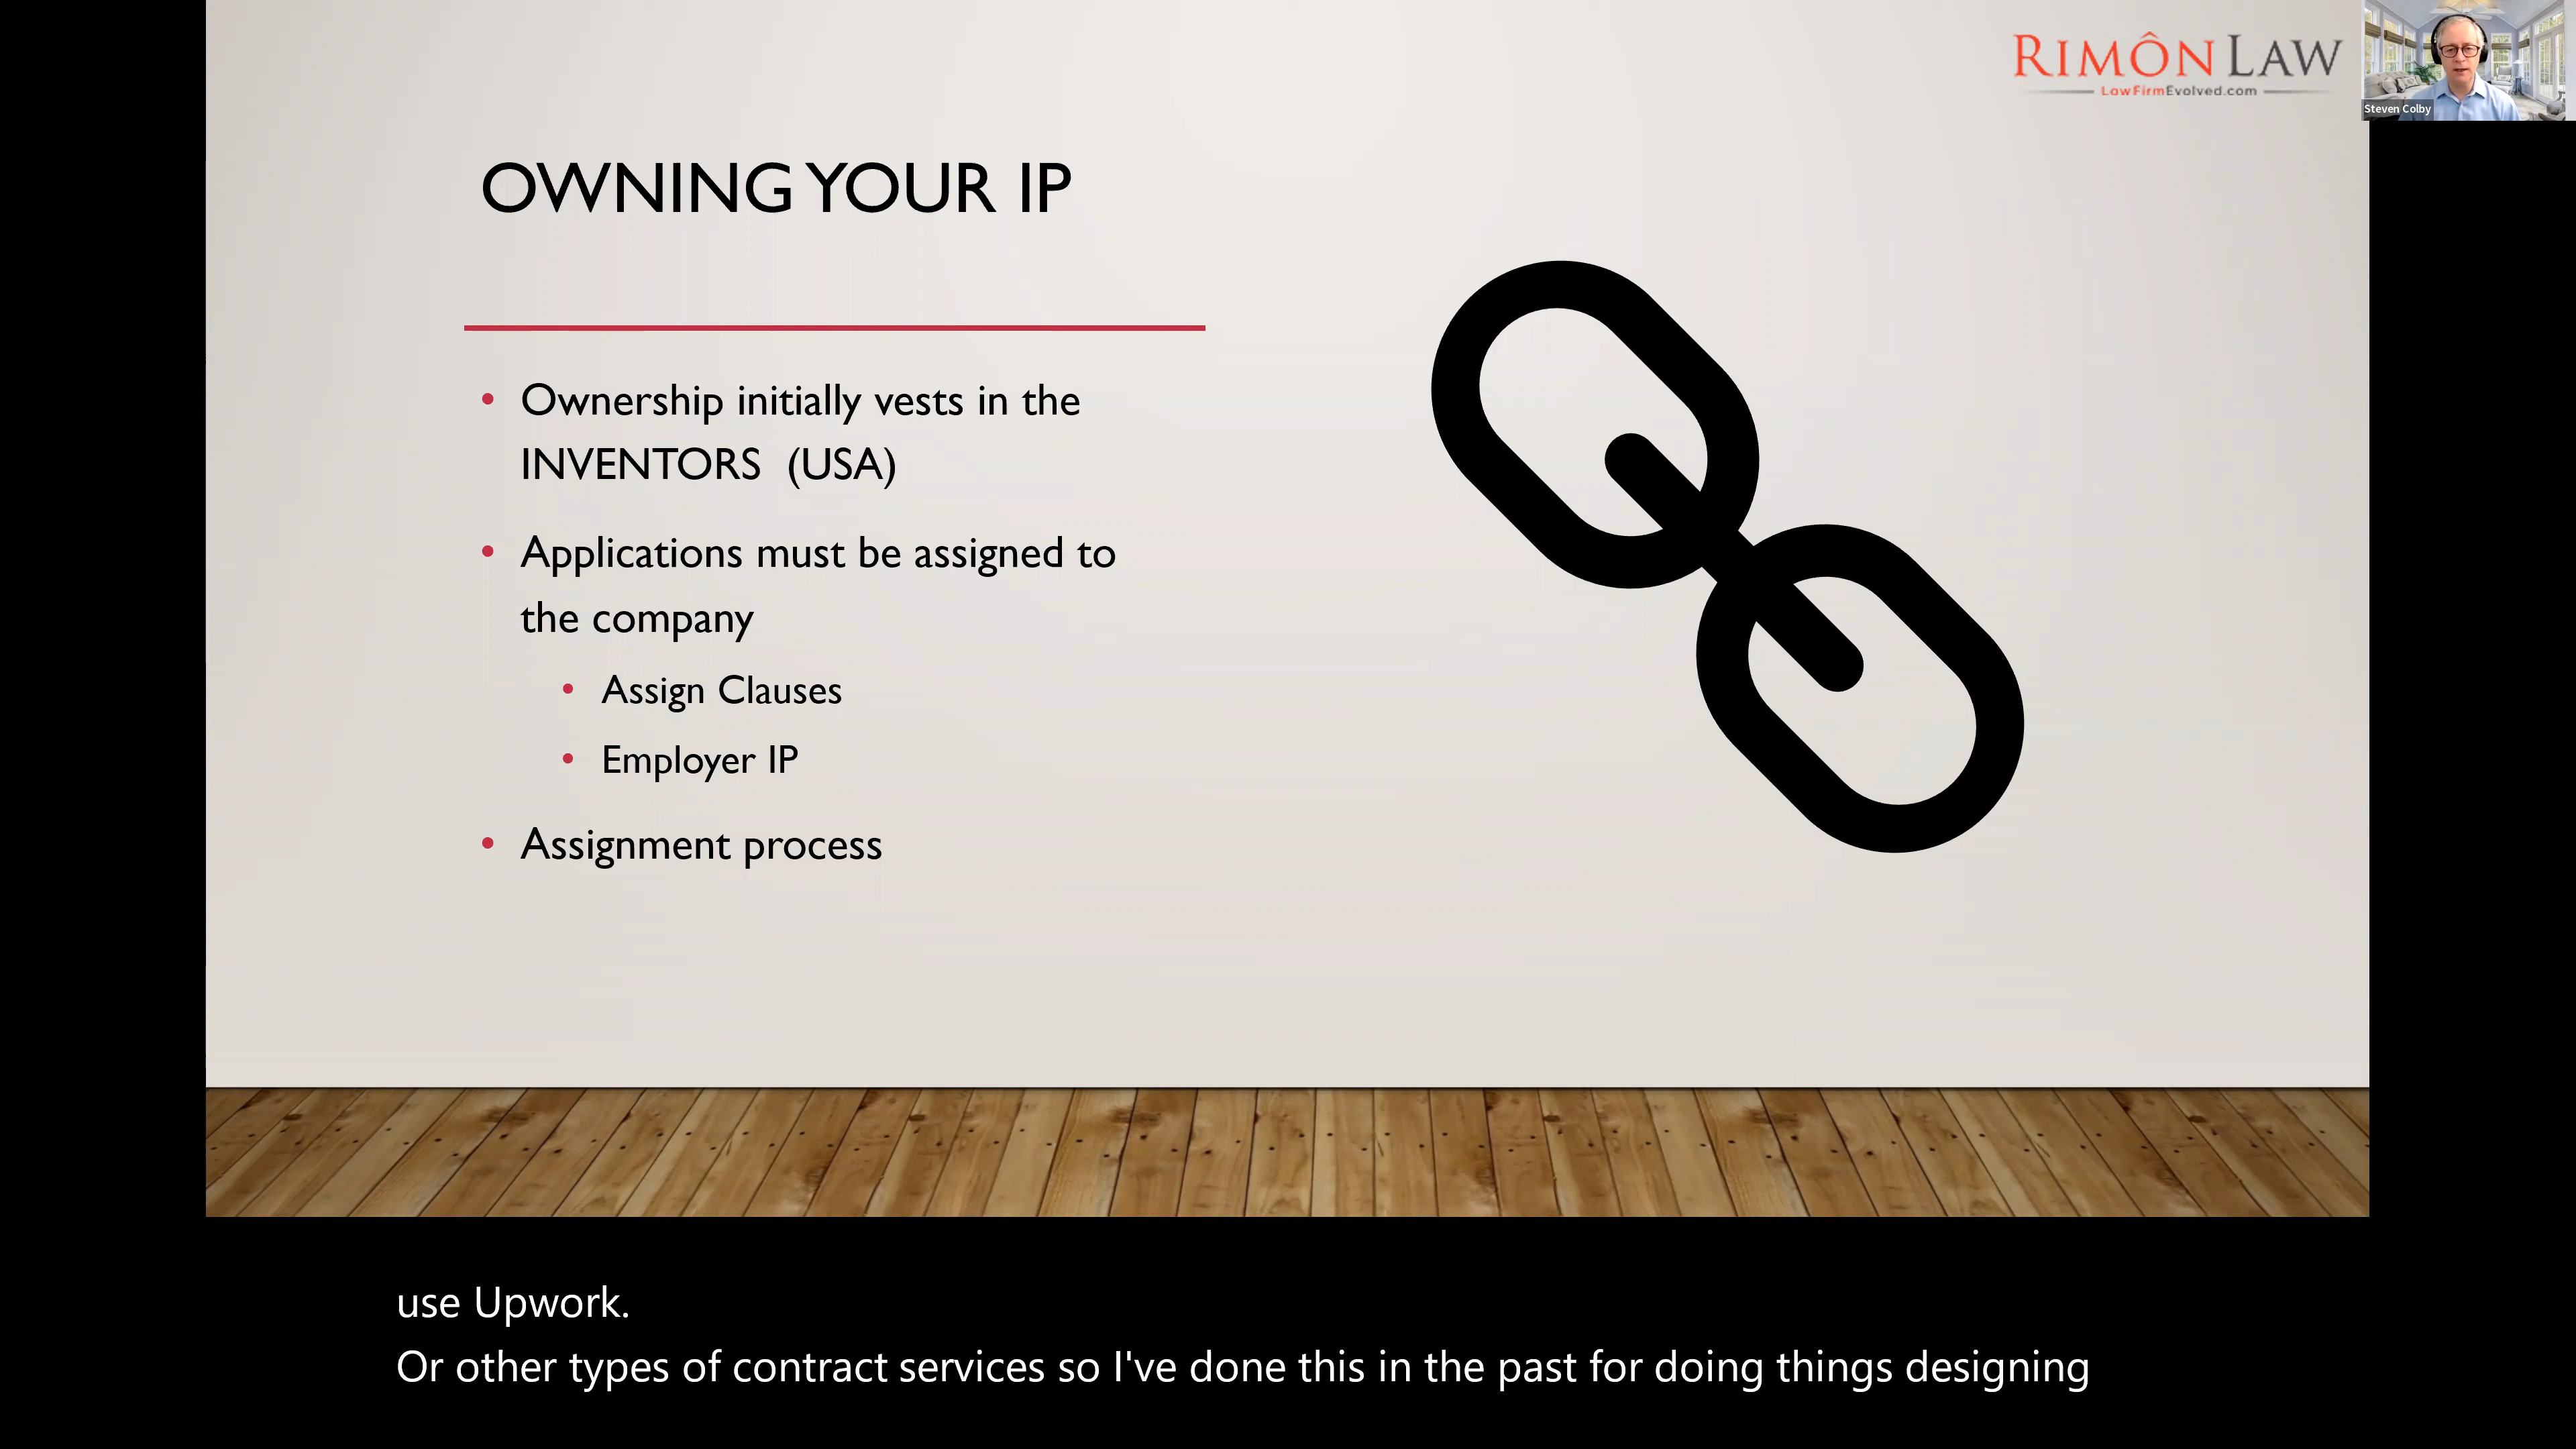 RIMÔN LAW
LawFirmEvolved.com
Steven Colby
OWNING YOUR IP
• Ownership initially vests in the
INVENTORS (USA)
• Applications must be assigned to
the company
• Assign Clauses
• Employer IP
• Assignment process
use Upwork.
Or other types of contract services so I've done this in the past for doing things designing